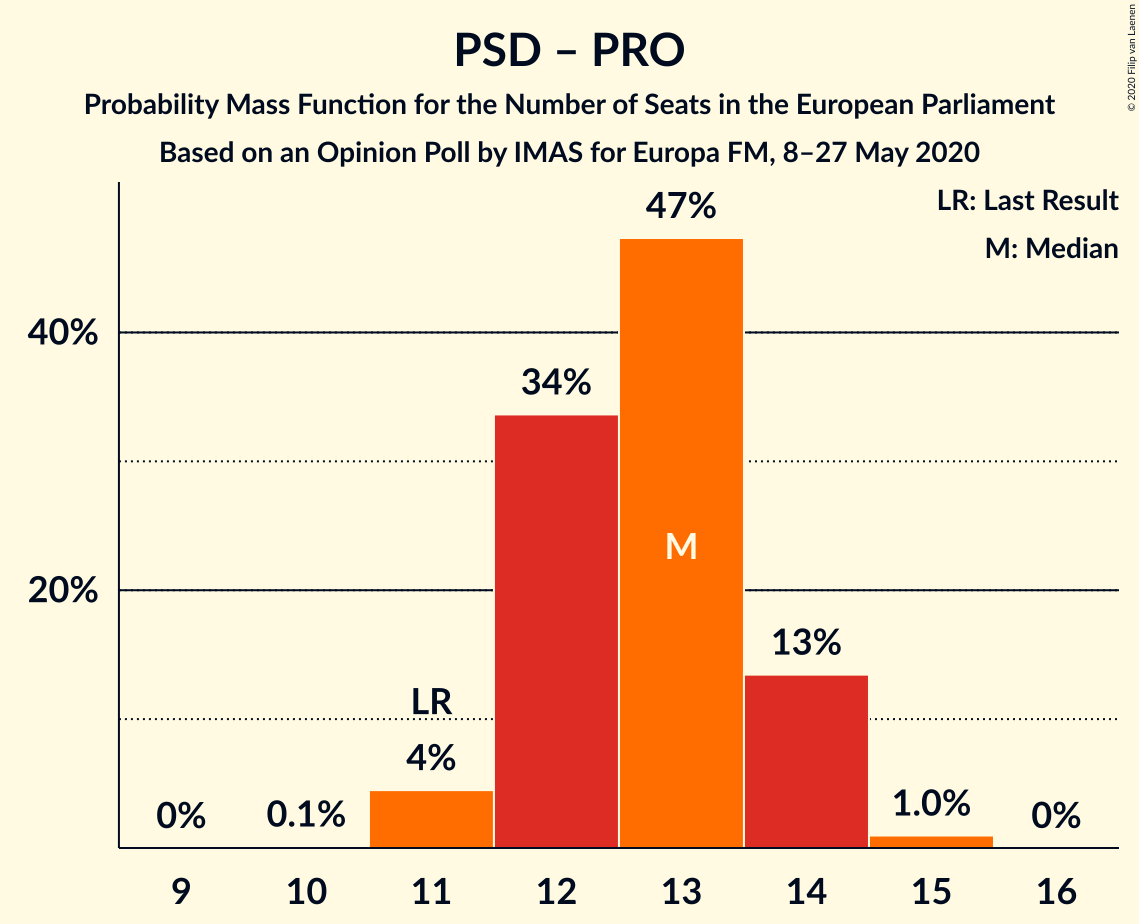 PSD – PRO
Probability Mass Function for the Number of Seats in the European Parliament
Based on an Opinion Poll by IMAS for Europa FM, 8–27 May 2020
© 2020 Filip van Laenen
LR: Last Result
M: Median
47%
40%
34%
M
20%
13%
LR
4%
0%
0.1%
1.0%
0%
9 10 11 12 13 14 15 16